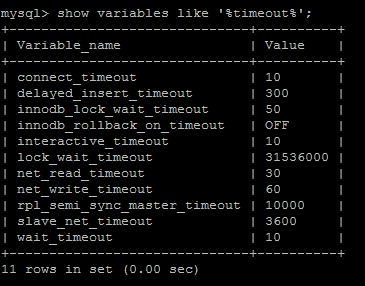 mysql> show variables like '%timeout%';
+----------------------------+----------+
| Variable_name | Value |
+----------------------------+----------+
| connect_timeout | 10 |
| delayed_insert_timeout | 300 |
| innodb_lock_wait_timeout | 50 |
| innodb_rollback_on_timeout | OFF |
| interactive_timeout | 10 |
| lock_wait_timeout | 31536000 |
| net_read_timeout | 30 |
| net_write_timeout | 60 |
| rpl_semi_sync_master_timeout | 10000 |
| slave_net_timeout | 3600 |
| wait_timeout | 10 |
+----------------------------+----------+
11 rows in set (0.00 sec)